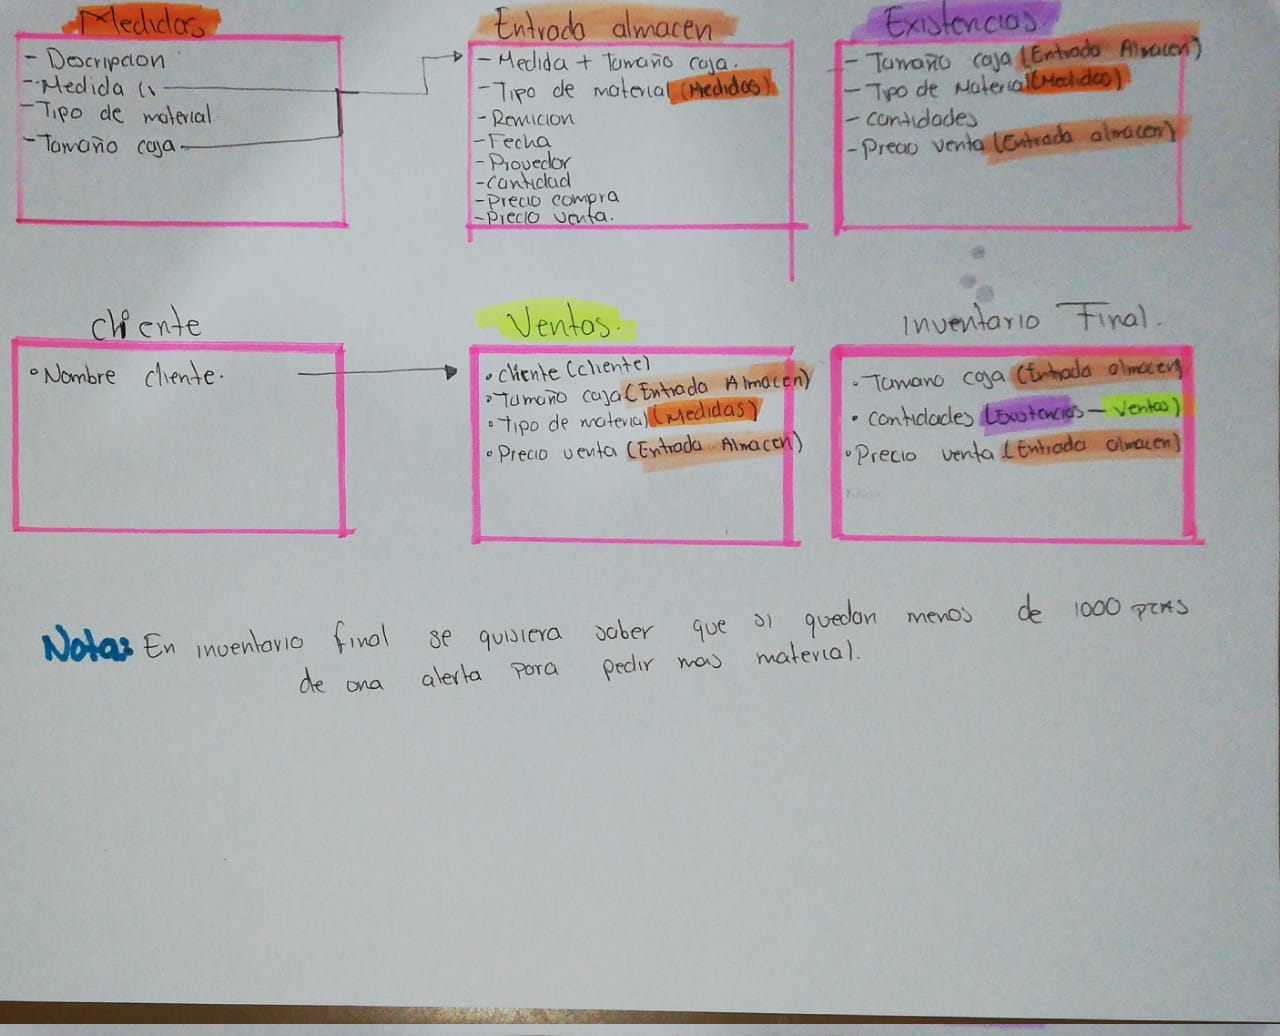 Medidas
- Descripcion
- Medida
- Tipo de material
- Tamaño caja
Entrada almacen
- Medida + Tamaño caja.
- Tipo de material (Medidas)
- Remicion
- Fecha
- Provedor
- Cantidad
- Precio compra
- Precio venta.
Existencias.
- Tamaño caja (Entrada Almacen)
- Tipo de Material (Medidas)
- cantidades
- Precio venta (Entrada almacen)
cliente
• Nombre cliente.
Ventas.
• cliente (cliente)
• Tamaño caja (Entrada Almacen)
• Tipo de material (Medidas)
• Precio venta (Entrada Almacen)
Inventario Final.
• Tamano caja (Entrada almacen)
• cantidades (Existencias - Ventas)
• Precio venta (Entrada almacen)
Nota: En inventario final se quisiera saber que si quedan menos de 1000
de una alerta para pedir mas material.